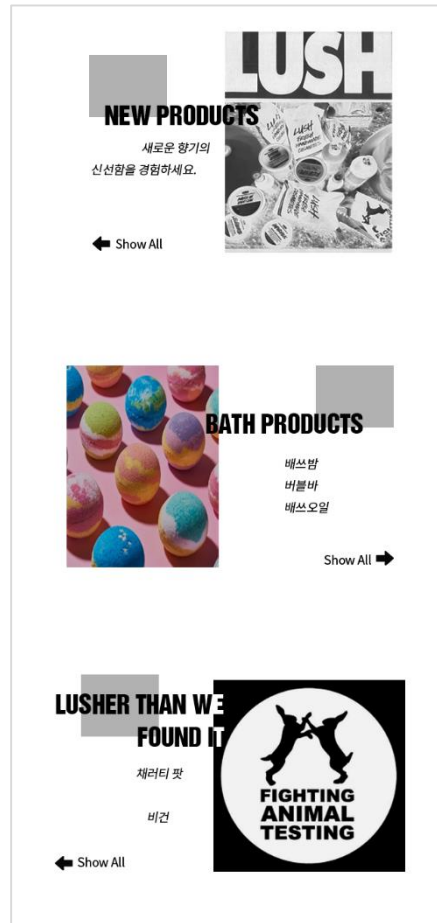 LUSH
NEW PRODUCTS
새로운 향기의
신선함을 경험하세요.
Show All
BATH PRODUCTS
배쓰밤
버블바
배쓰오일
Show All
LUSHER THAN WE
FOUND IT
채러티 팟
비건
Show All
FIGHTING
ANIMAL
TESTING